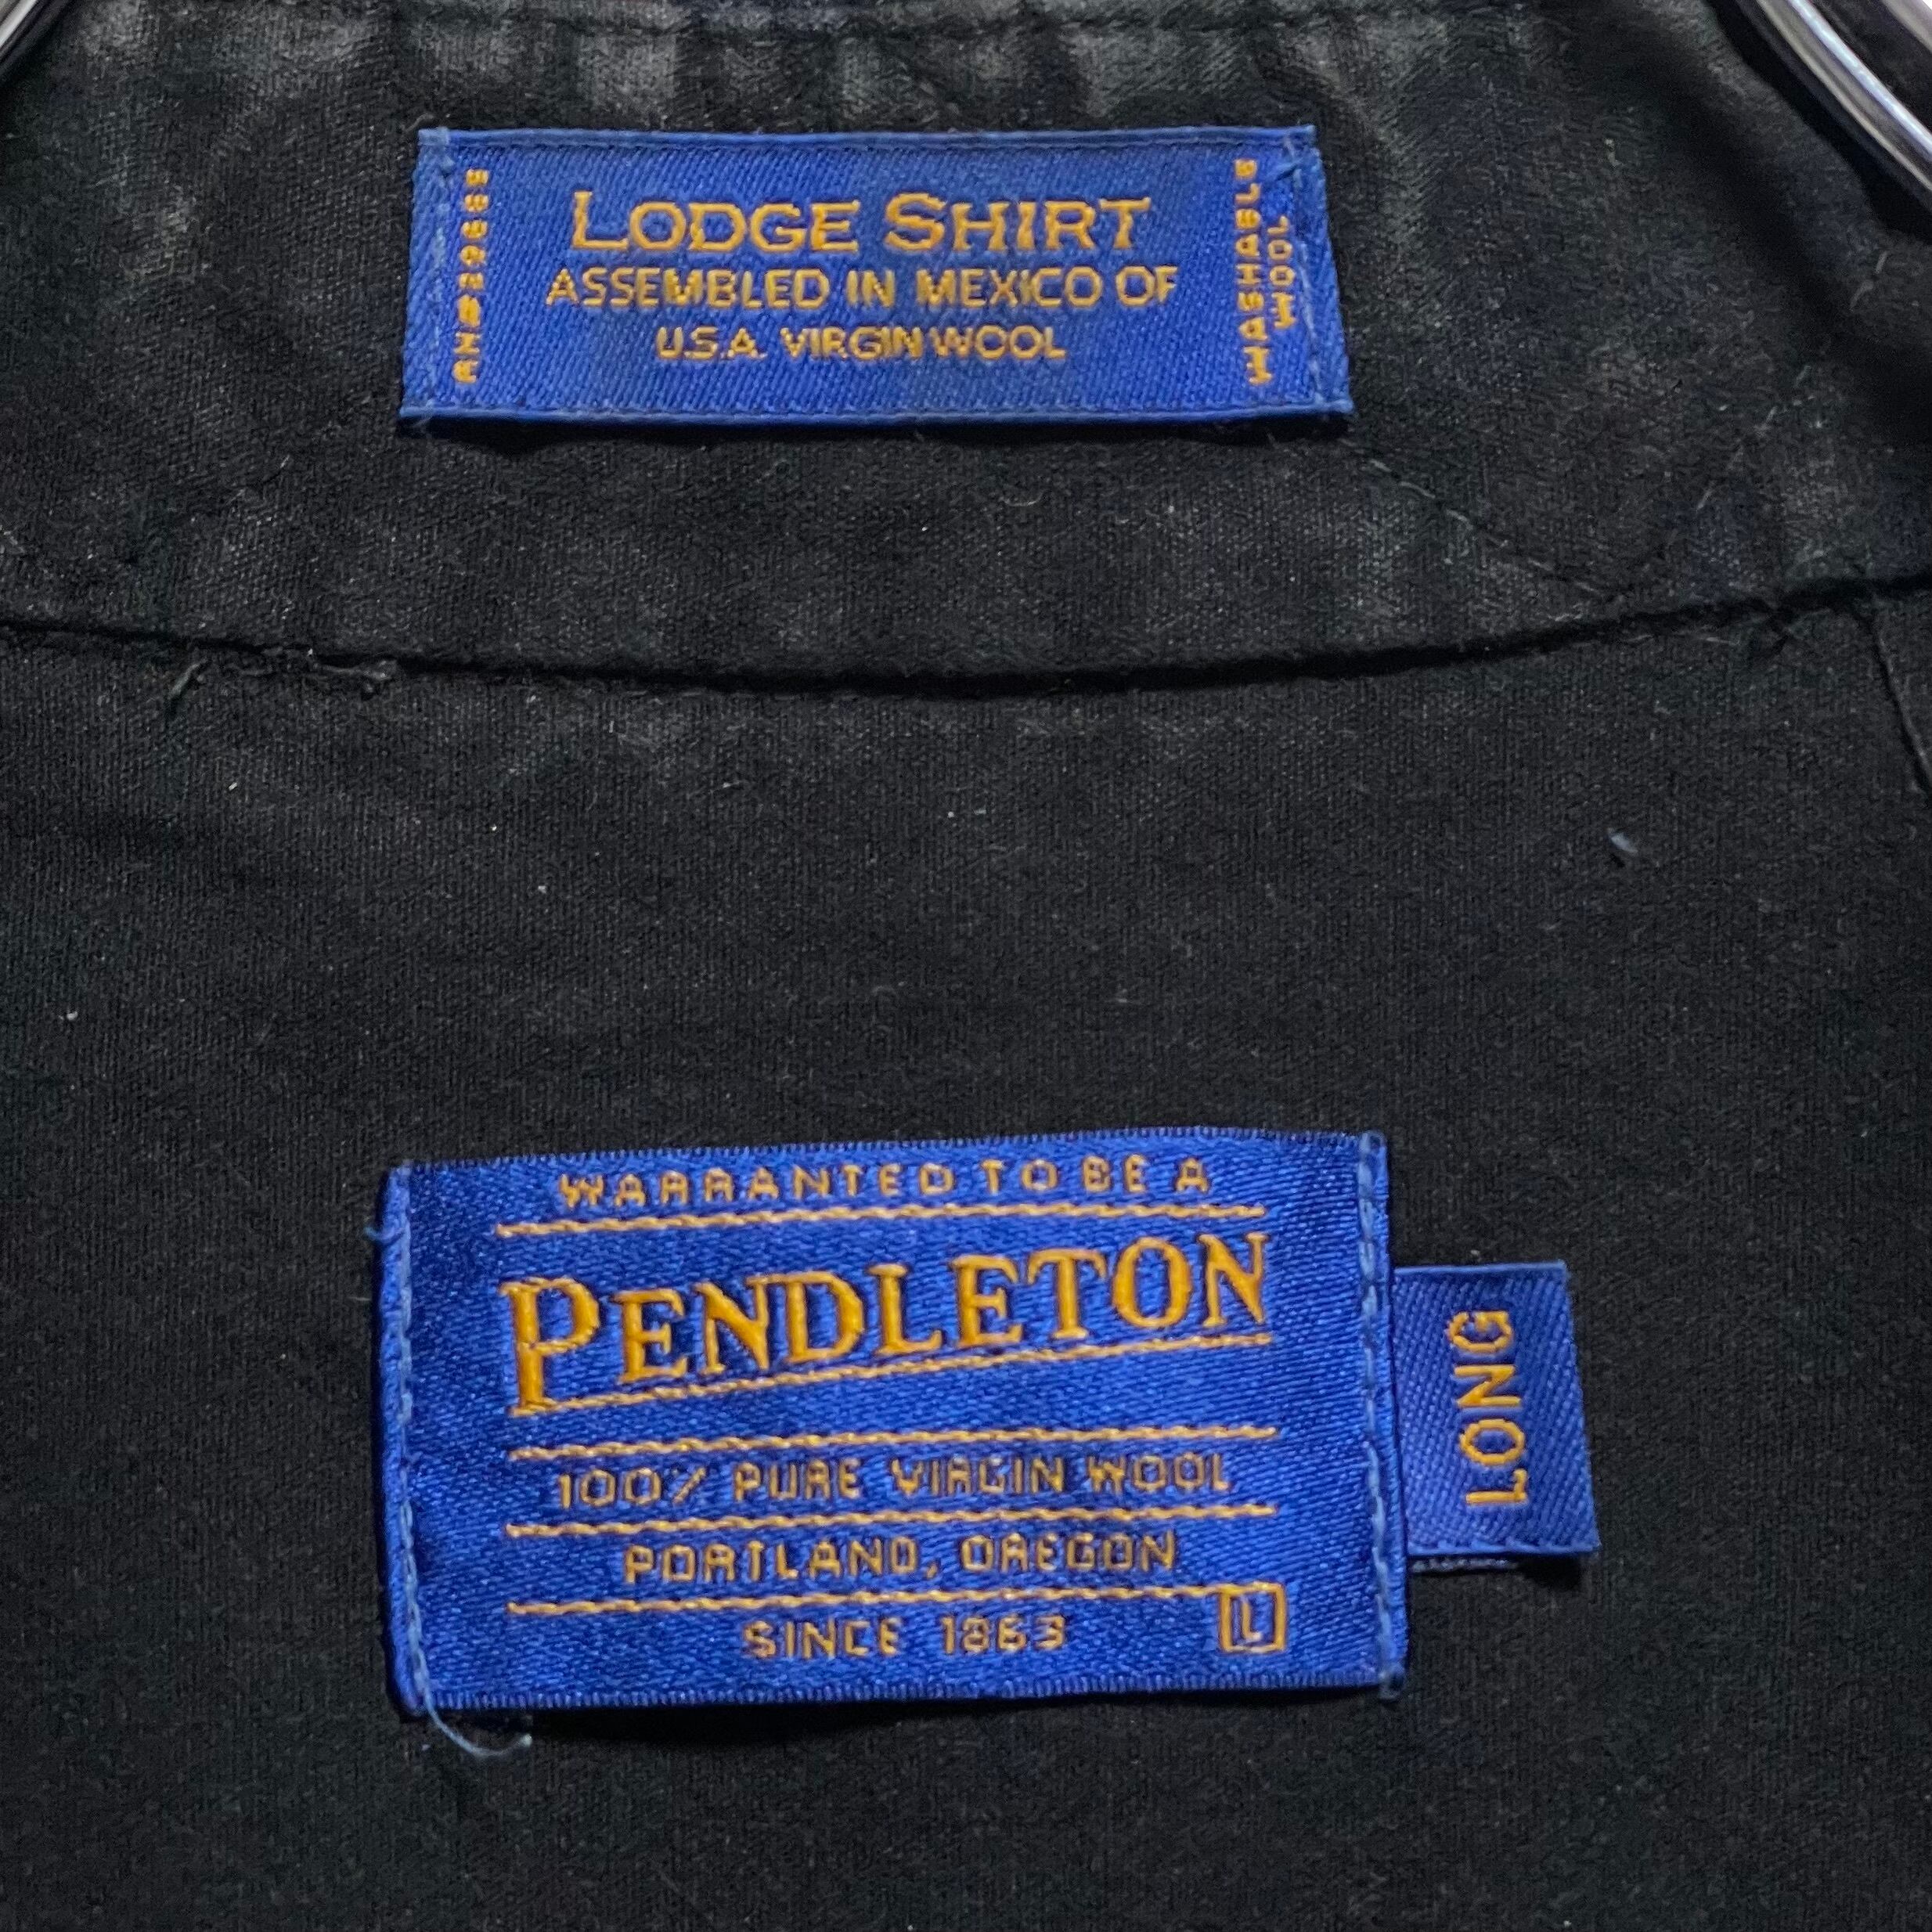 LODGE SHIRT
ASSEMBLED IN MEXICO OF
U.S.A. VIRGIN WOOL
WASHABLE
WOOL
WARRANTED TO BE A
PENDLETON
100% PURE VIRGIN WOOL
PORTLAND, OREGON
SINCE 1863
L
LONG